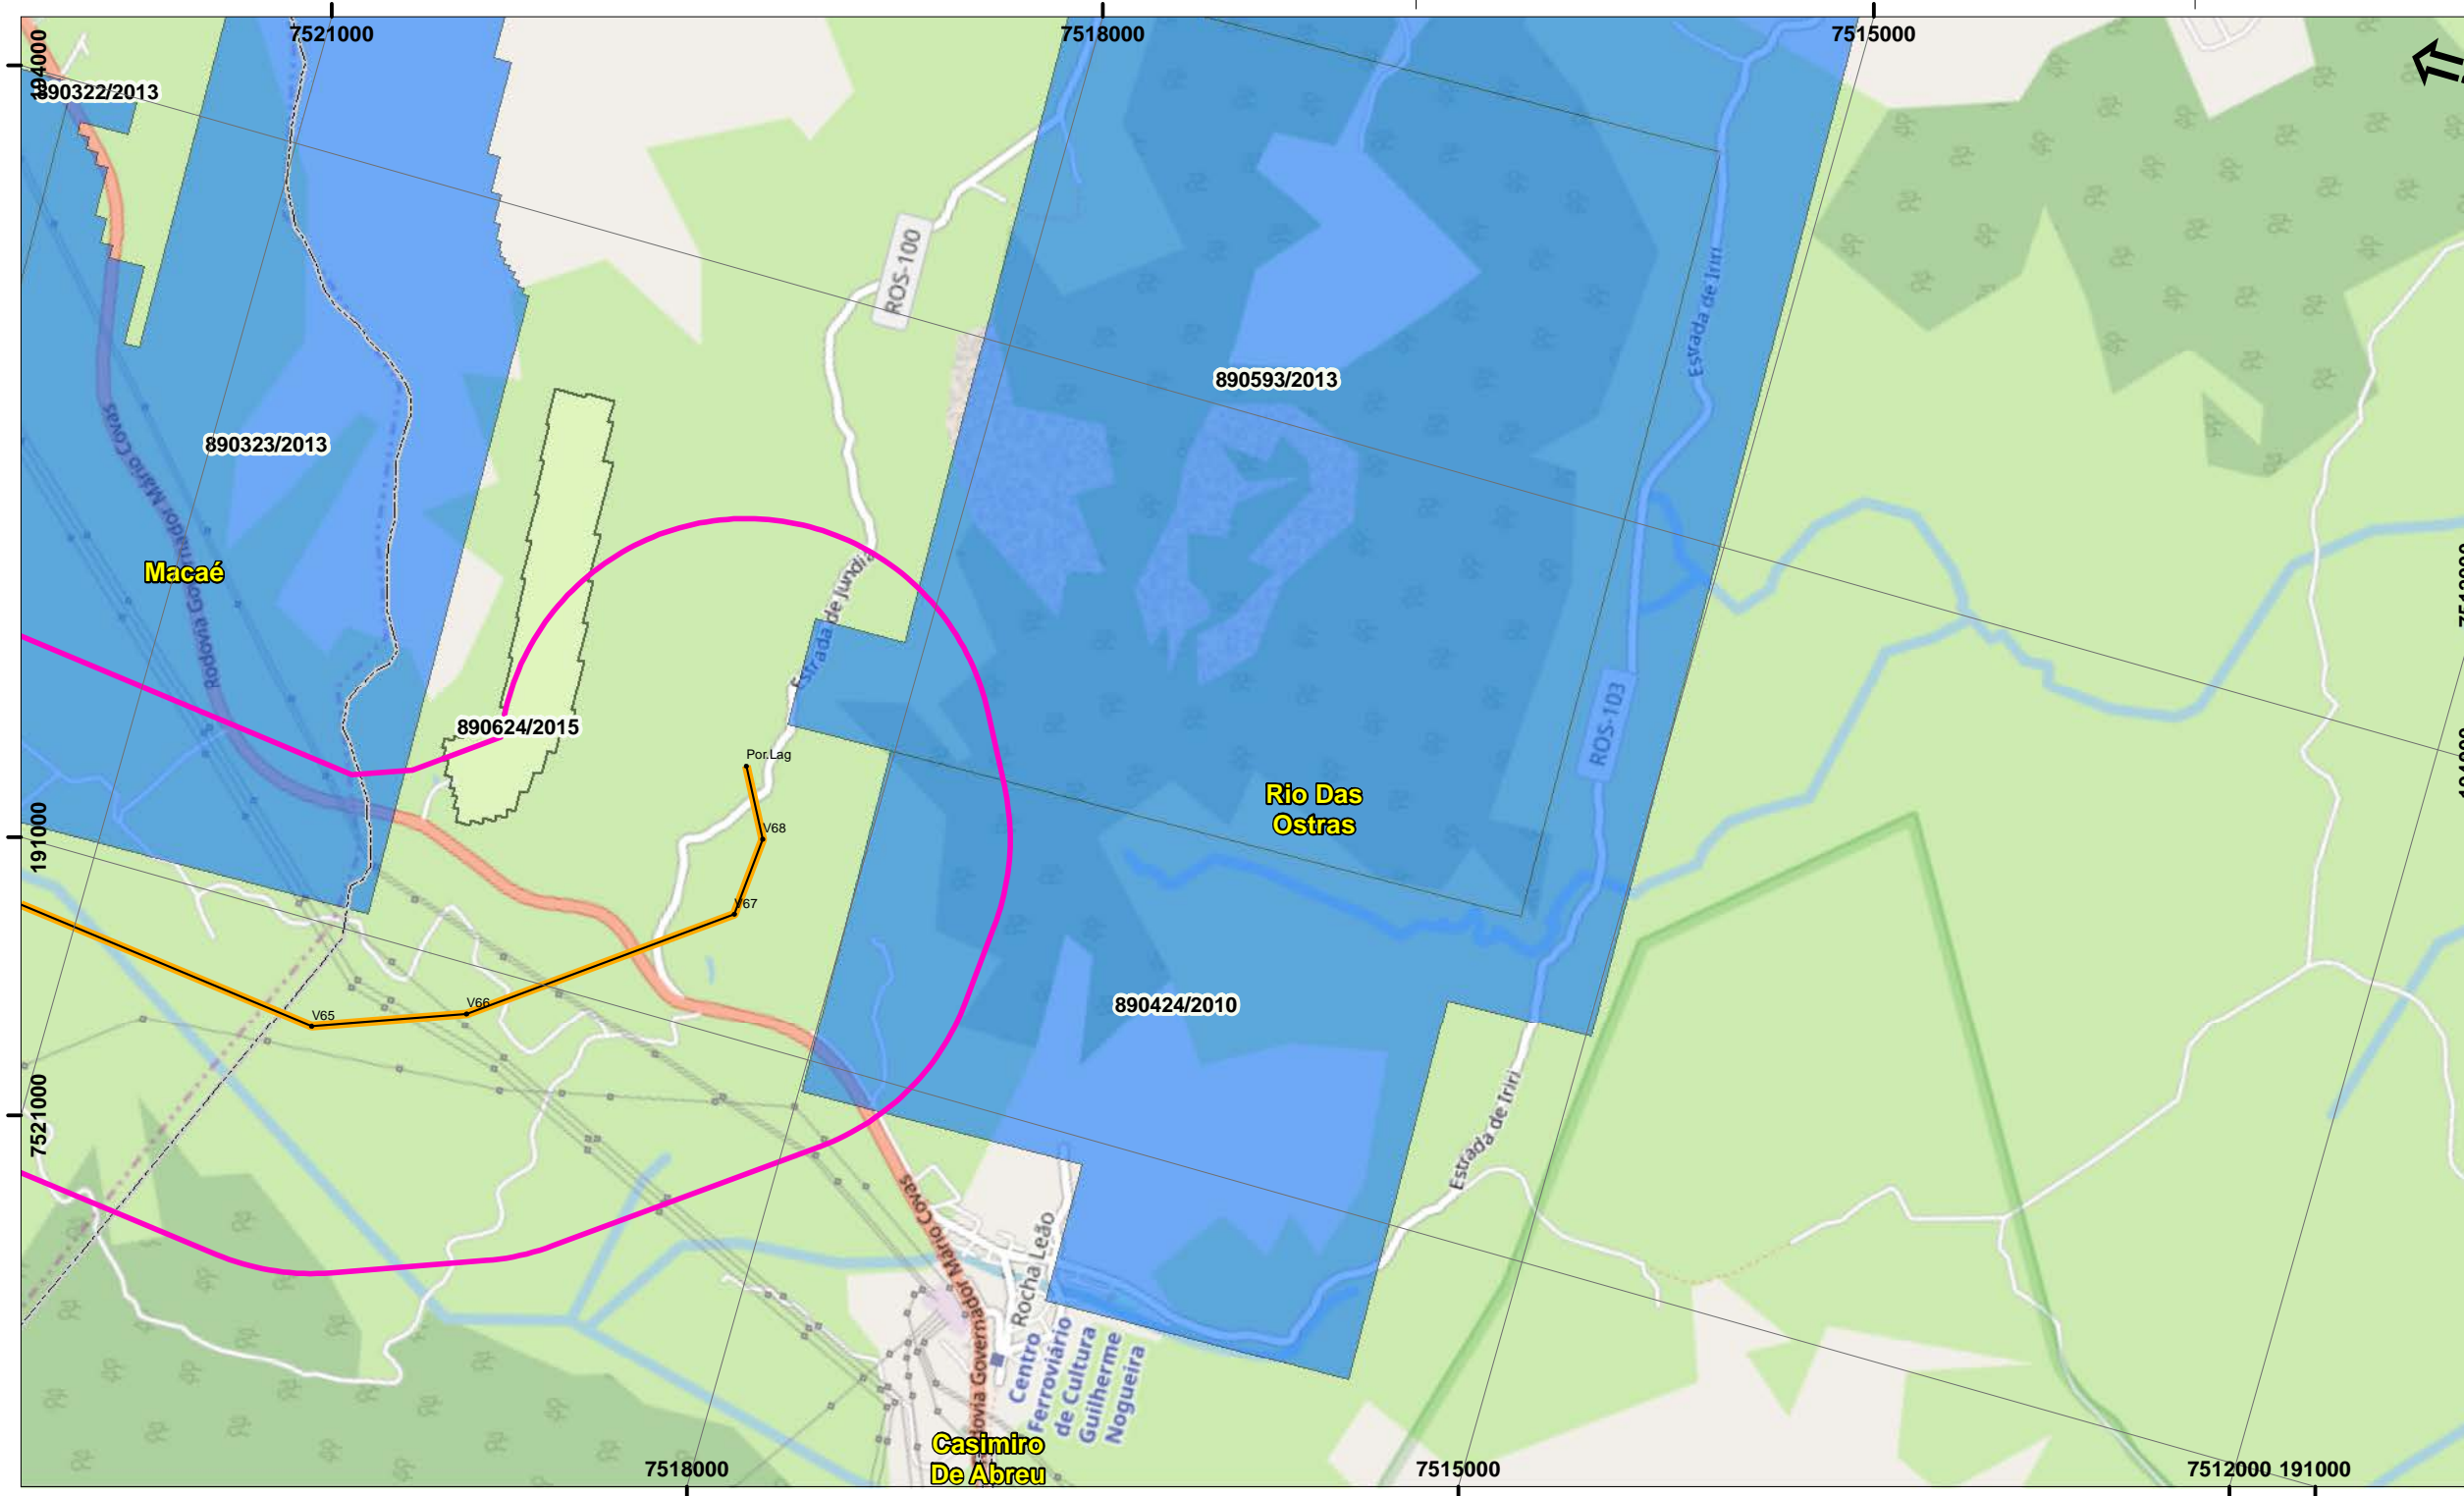 7521000
7518000
7515000
194000
890322/2013
ROS-100
Estrada de Iriri
890593/2013
890323/2013
Rodovia Governador Mário Covas
Macaé
Estrada de Jundiá
890624/2015
Por.Lag
ROS-103
Rio Das
Ostras
V68
191000
V67
V66
V65
890424/2010
7521000
Estrada de Iriri
Rocha Leão
Centro
Ferroviário
de Cultura
Guilherme
Nogueira
Governador Mário Covas
Casimiro
De Abreu
7518000
7515000
7512000
191000